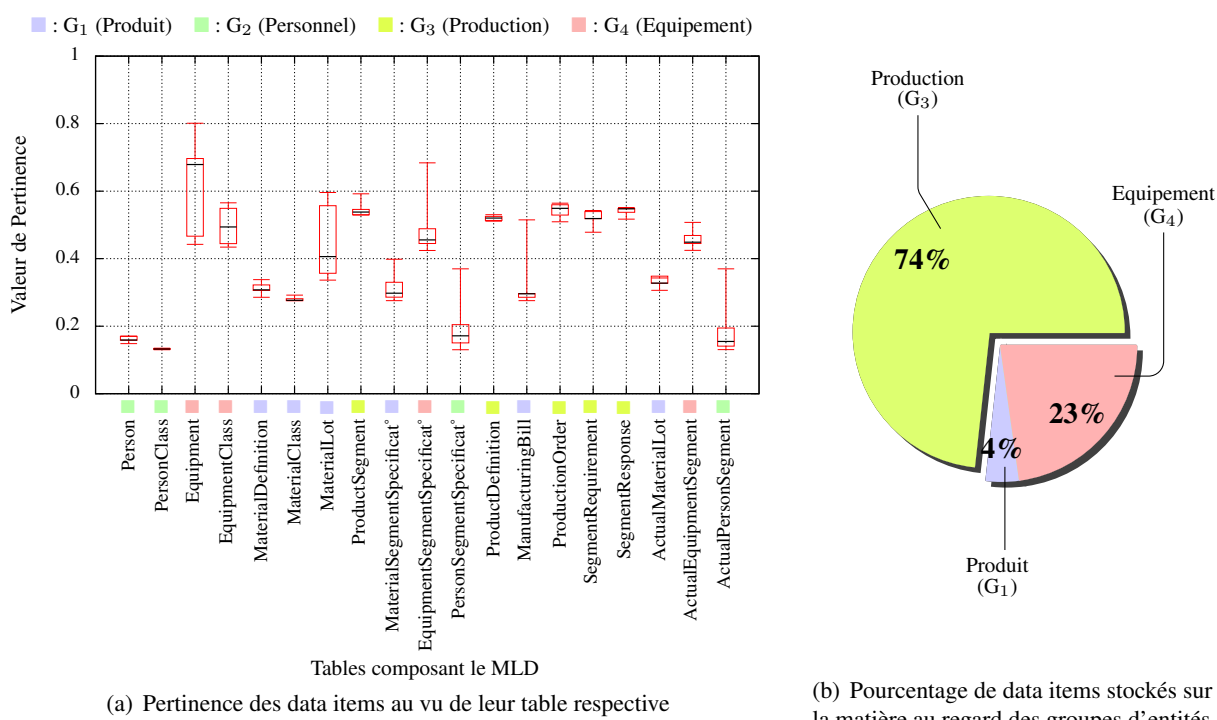 : G₁ (Produit) : G₂ (Personnel) : G₃ (Production) : G₄ (Equipement)
1
0.8
0.6
0.4
0.2
0
Valeur de Pertinence
Person
PersonClass
Equipment
EquipmentClass
MaterialDefinition
MaterialClass
MaterialLot
ProductSegment
MaterialSegmentSpecificat°
EquipmentSegmentSpecificat°
PersonSegmentSpecificat°
ProductDefinition
ManufacturingBill
ProductionOrder
SegmentRequirement
SegmentResponse
ActualMaterialLot
ActualEquipmentSegment
ActualPersonSegment
Tables composant le MLD
(a) Pertinence des data items au vu de leur table respective
Production
(G₃)
Equipement
(G₄)
74%
23%
4%
Produit
(G₁)
(b) Pourcentage de data items stockés sur
la matière au regard des groupes d'entités